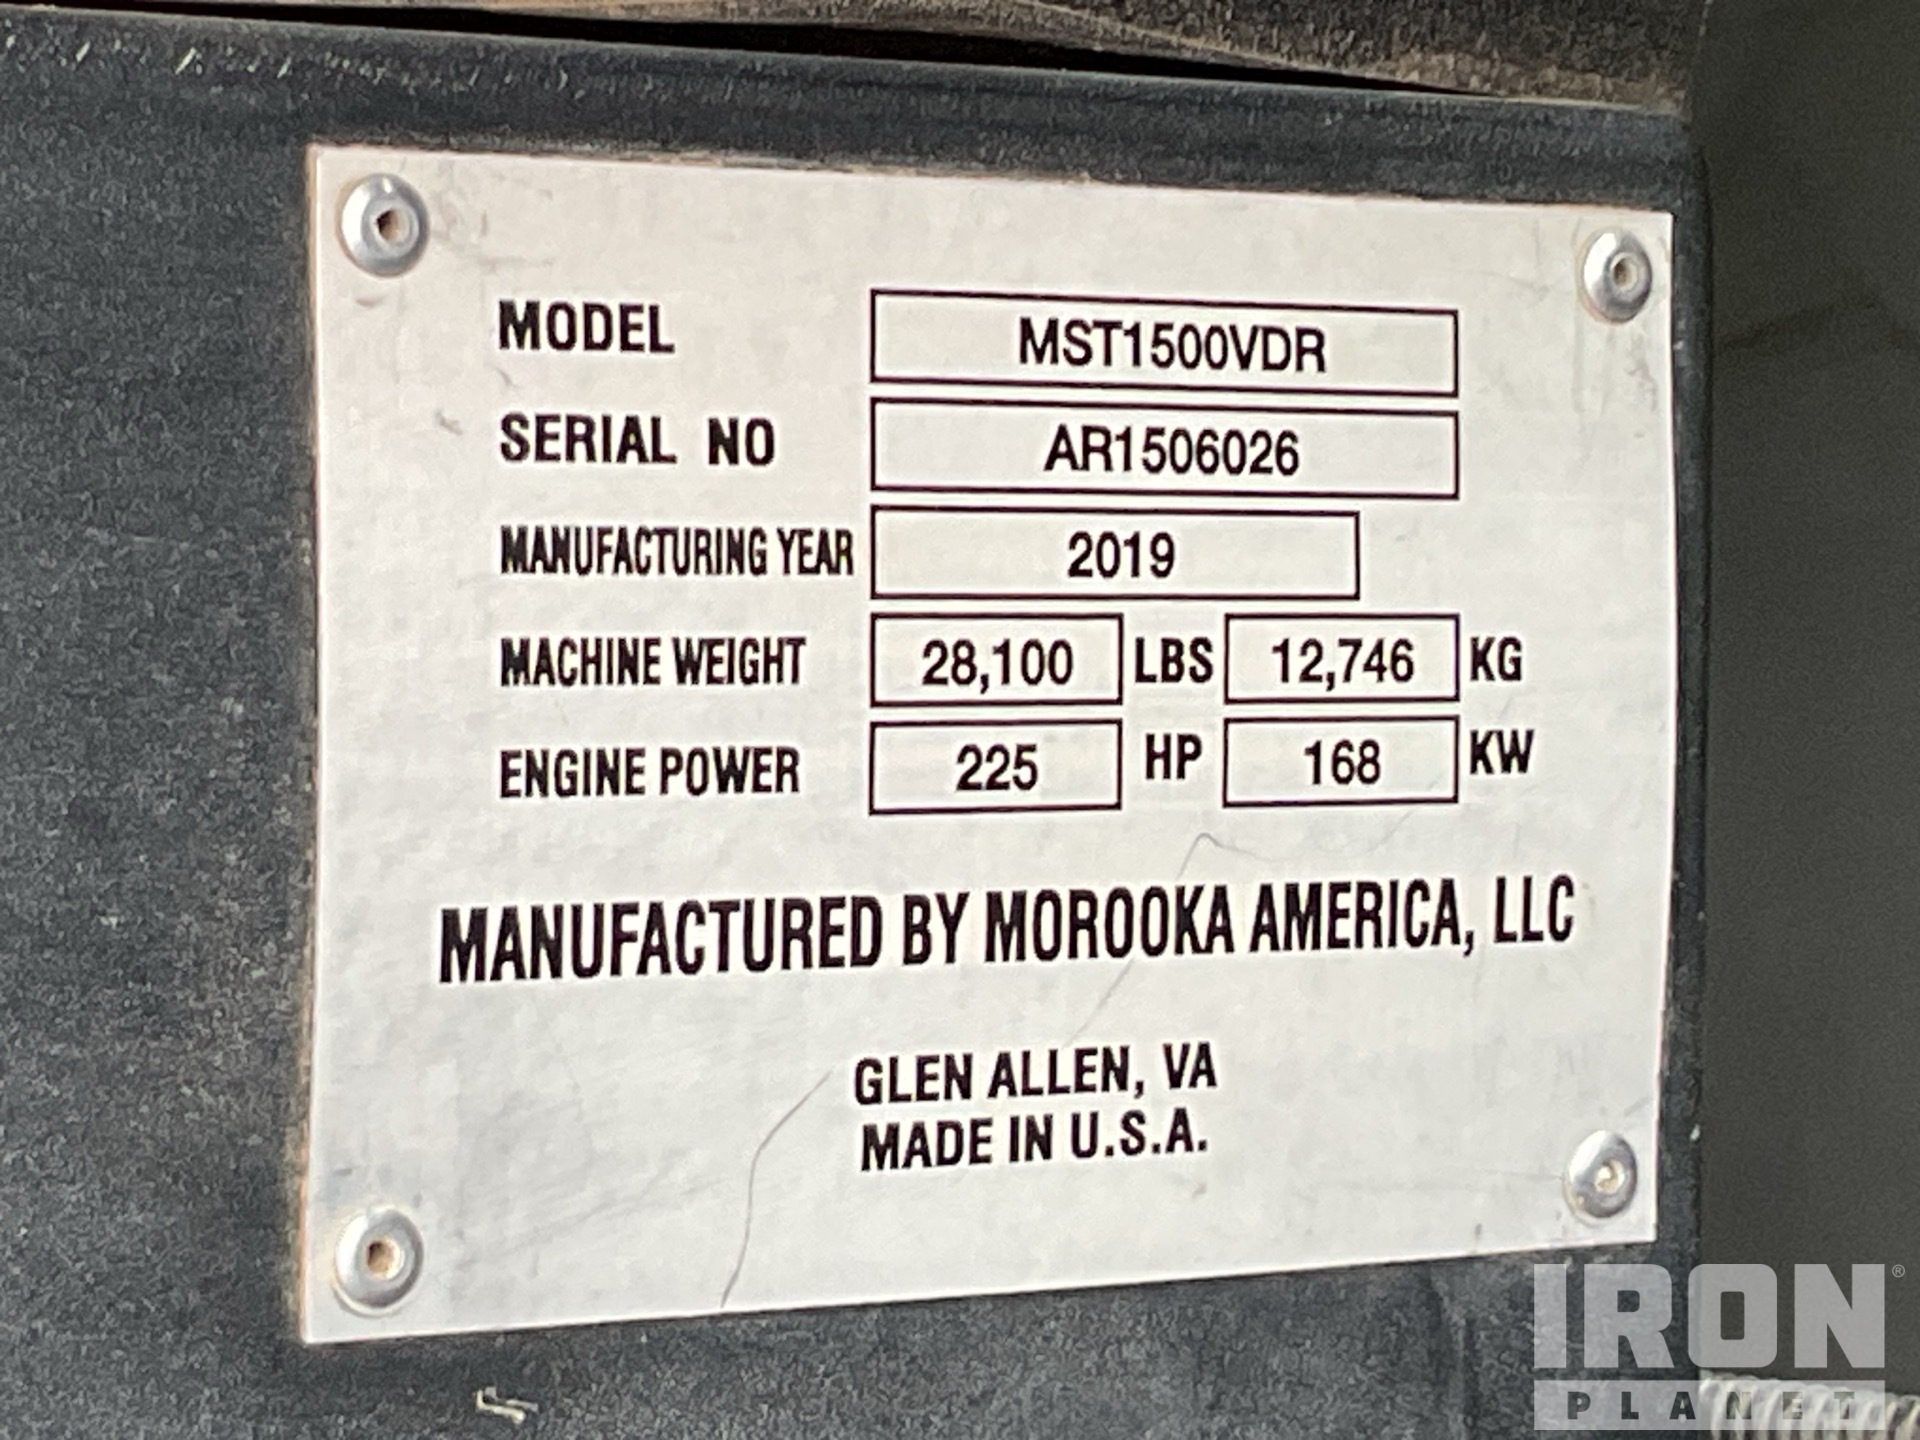 MODEL MST1500VDR
SERIAL NO AR1506026
MANUFACTURING YEAR 2019
MACHINE WEIGHT 28,100 LBS 12,746 KG
ENGINE POWER 225 HP 168 KW
MANUFACTURED BY MOROOKA AMERICA, LLC
GLEN ALLEN, VA
MADE IN U.S.A.
IRON®
PLANET